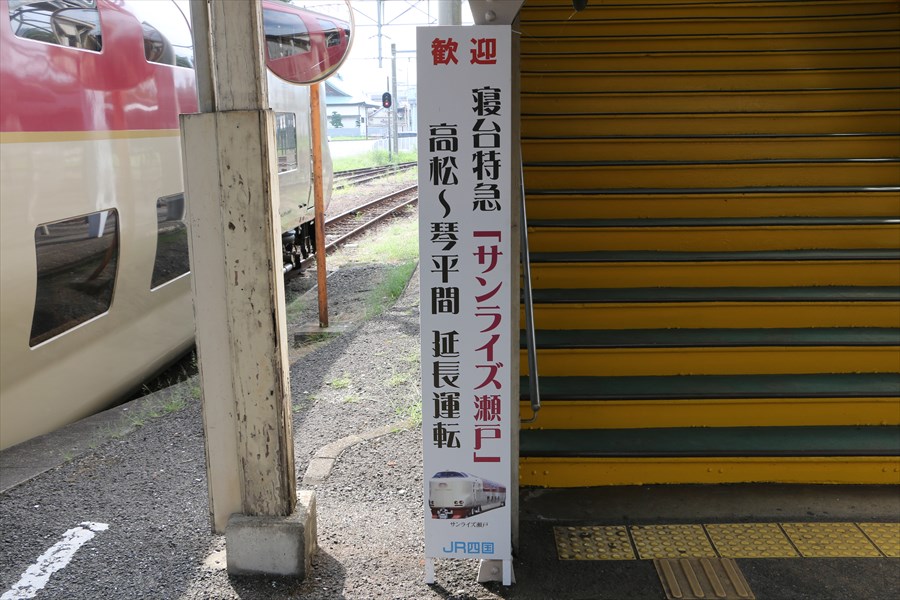 歓迎
寝台特急「サンライズ瀬戸」
高松～琴平間 延長運転
サンライズ瀬戸
JR四国